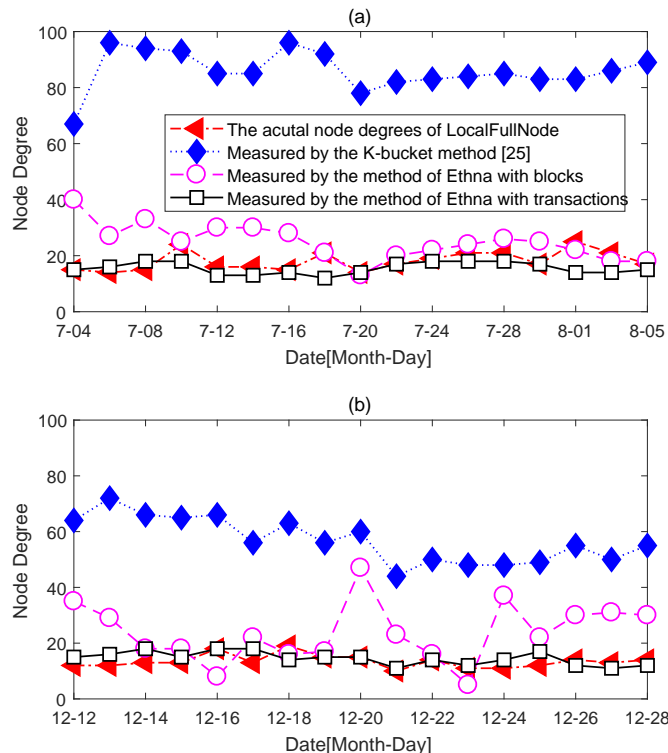 (a)
100
80
60
40
20
0
Node Degree
The acutal node degrees of LocalFullNode
Measured by the K-bucket method [25]
Measured by the method of Ethna with blocks
Measured by the method of Ethna with transactions
7-04 7-08 7-12 7-16 7-20 7-24 7-28 8-01 8-05
Date[Month-Day]
(b)
100
80
60
40
20
0
Node Degree
12-12 12-14 12-16 12-18 12-20 12-22 12-24 12-26 12-28
Date[Month-Day]